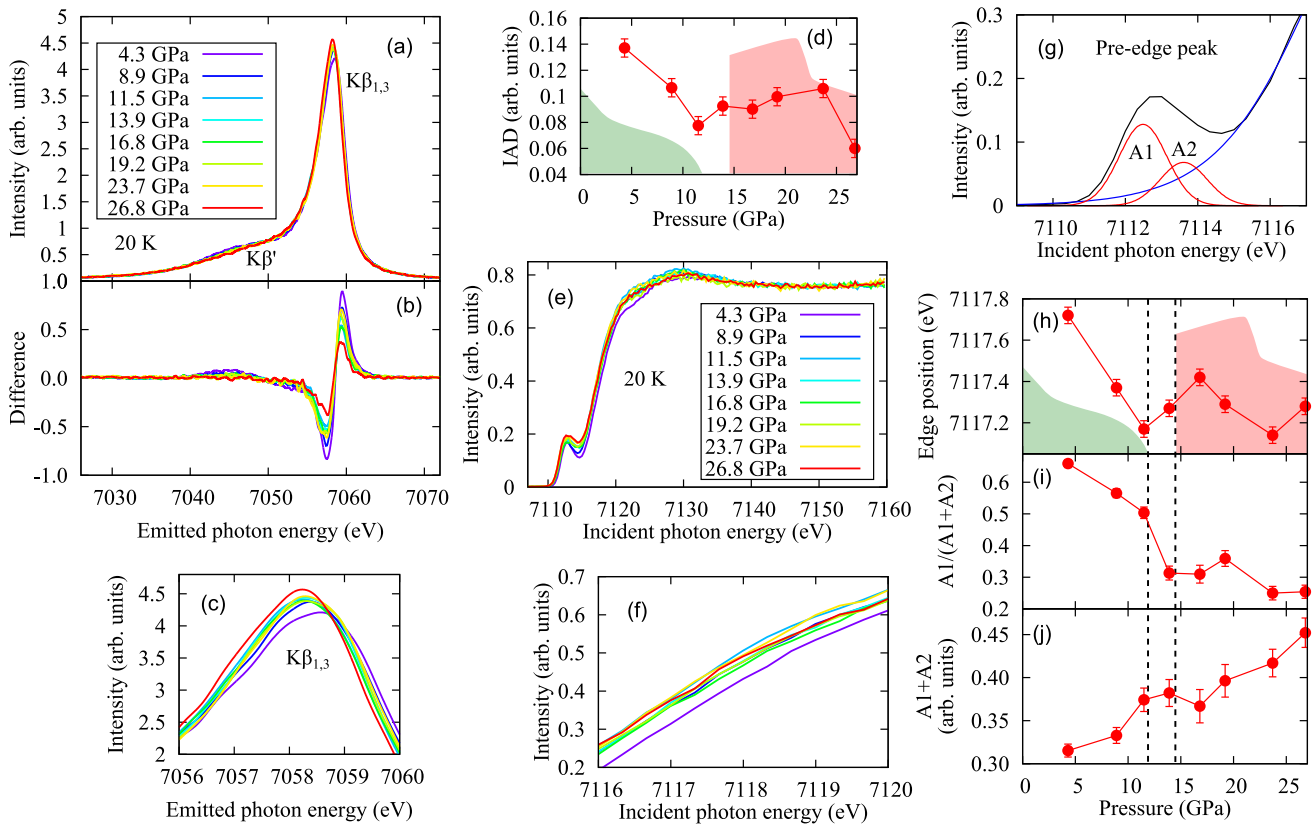 (a)
5
4.5
4
3.5
3
2.5
2
1.5
1
0.5
Intensity (arb. units)
4.3 GPa
8.9 GPa
11.5 GPa
13.9 GPa
16.8 GPa
19.2 GPa
23.7 GPa
26.8 GPa
Kβ1,3
20 K
Kβ'
(b)
1.0
1.0
0.5
0.0
-0.5
-1.0
Difference
7030 7040 7050 7060 7070
Emitted photon energy (eV)
(c)
4.5
4
3.5
3
2.5
2
Intensity (arb. units)
Kβ1,3
7056 7057 7058 7059 7060
Emitted photon energy (eV)
(d)
0.16
0.14
0.12
0.1
0.08
0.06
0.04
IAD (arb. units)
0 5 10 15 20 25
Pressure (GPa)
(e)
0.8
0.6
0.4
0.2
0
Intensity (arb. units)
20 K
4.3 GPa
8.9 GPa
11.5 GPa
13.9 GPa
16.8 GPa
19.2 GPa
23.7 GPa
26.8 GPa
7110 7120 7130 7140 7150 7160
Incident photon energy (eV)
(f)
0.7
0.6
0.5
0.4
0.3
0.2
Intensity (arb. units)
7116 7117 7118 7119 7120
Incident photon energy (eV)
(g)
Pre-edge peak
0.3
0.2
0.1
0
Intensity (arb. units)
A1
A2
7110 7112 7114 7116
Incident photon energy (eV)
(h)
7117.8
7117.6
7117.4
7117.2
Edge position (eV)
(i)
0.6
0.5
0.4
0.3
0.2
A1/(A1+A2)
(j)
0.45
0.40
0.35
0.30
A1+A2
(arb. units)
0 5 10 15 20 25
Pressure (GPa)